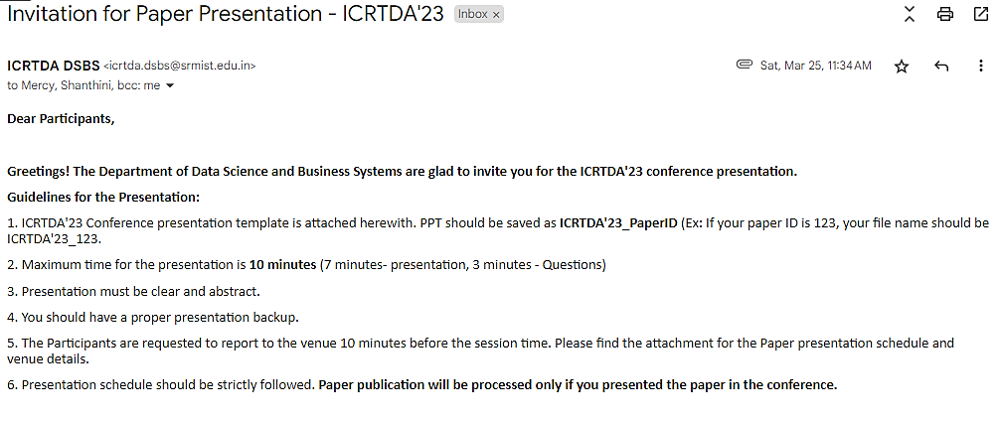 Invitation for Paper Presentation - ICRTDA'23 Inbox ×
ICRTDA DSBS <icrtda.dsbs@srmist.edu.in> Sat, Mar 25, 11:34 AM
to Mercy, Shanthini, bcc: me
Dear Participants,
Greetings! The Department of Data Science and Business Systems are glad to invite you for the ICRTDA'23 conference presentation.
Guidelines for the Presentation:
1. ICRTDA'23 Conference presentation template is attached herewith. PPT should be saved as ICRTDA'23_PaperID (Ex: If your paper ID is 123, your file name should be
ICRTDA'23_123.
2. Maximum time for the presentation is 10 minutes (7 minutes- presentation, 3 minutes - Questions)
3. Presentation must be clear and abstract.
4. You should have a proper presentation backup.
5. The Participants are requested to report to the venue 10 minutes before the session time. Please find the attachment for the Paper presentation schedule and
venue details.
6. Presentation schedule should be strictly followed. Paper publication will be processed only if you presented the paper in the conference.